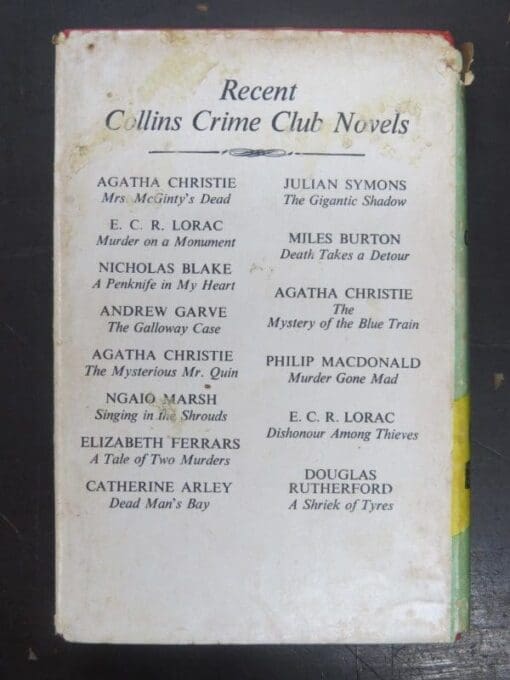 Recent
Collins Crime Club Novels
AGATHA CHRISTIE
Mrs. McGinty's Dead
E. C. R. LORAC
Murder on a Monument
NICHOLAS BLAKE
A Penknife in My Heart
ANDREW GARVE
The Galloway Case
AGATHA CHRISTIE
The Mysterious Mr. Quin
NGAIO MARSH
Singing in the Shrouds
ELIZABETH FERRARS
A Tale of Two Murders
CATHERINE ARLEY
Dead Man's Bay
JULIAN SYMONS
The Gigantic Shadow
MILES BURTON
Death Takes a Detour
AGATHA CHRISTIE
The
Mystery of the Blue Train
PHILIP MACDONALD
Murder Gone Mad
E. C. R. LORAC
Dishonour Among Thieves
DOUGLAS
RUTHERFORD
A Shriek of Tyres